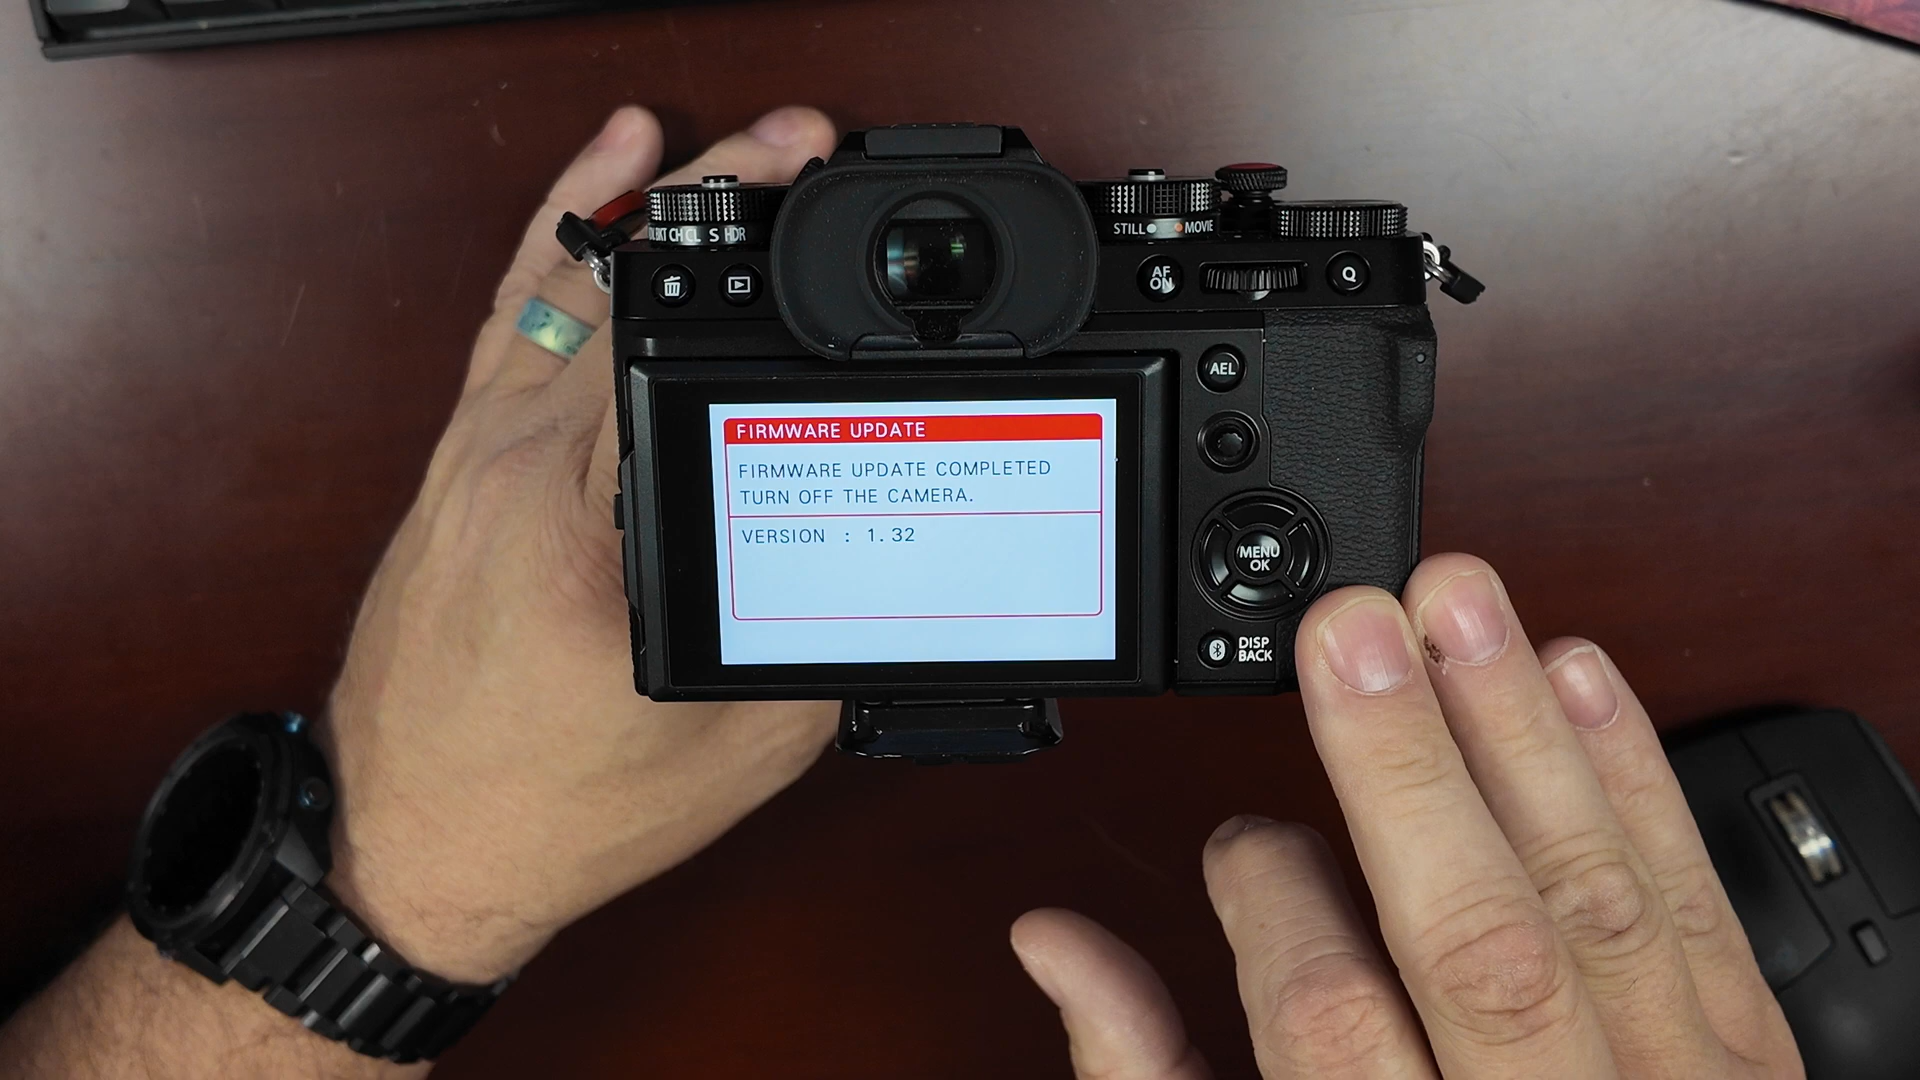 CH CL S HDR
STILL MOVIE
AF
ON
Q
AEL
FIRMWARE UPDATE
FIRMWARE UPDATE COMPLETED
TURN OFF THE CAMERA.
VERSION : 1.32
MENU
OK
DISP
BACK